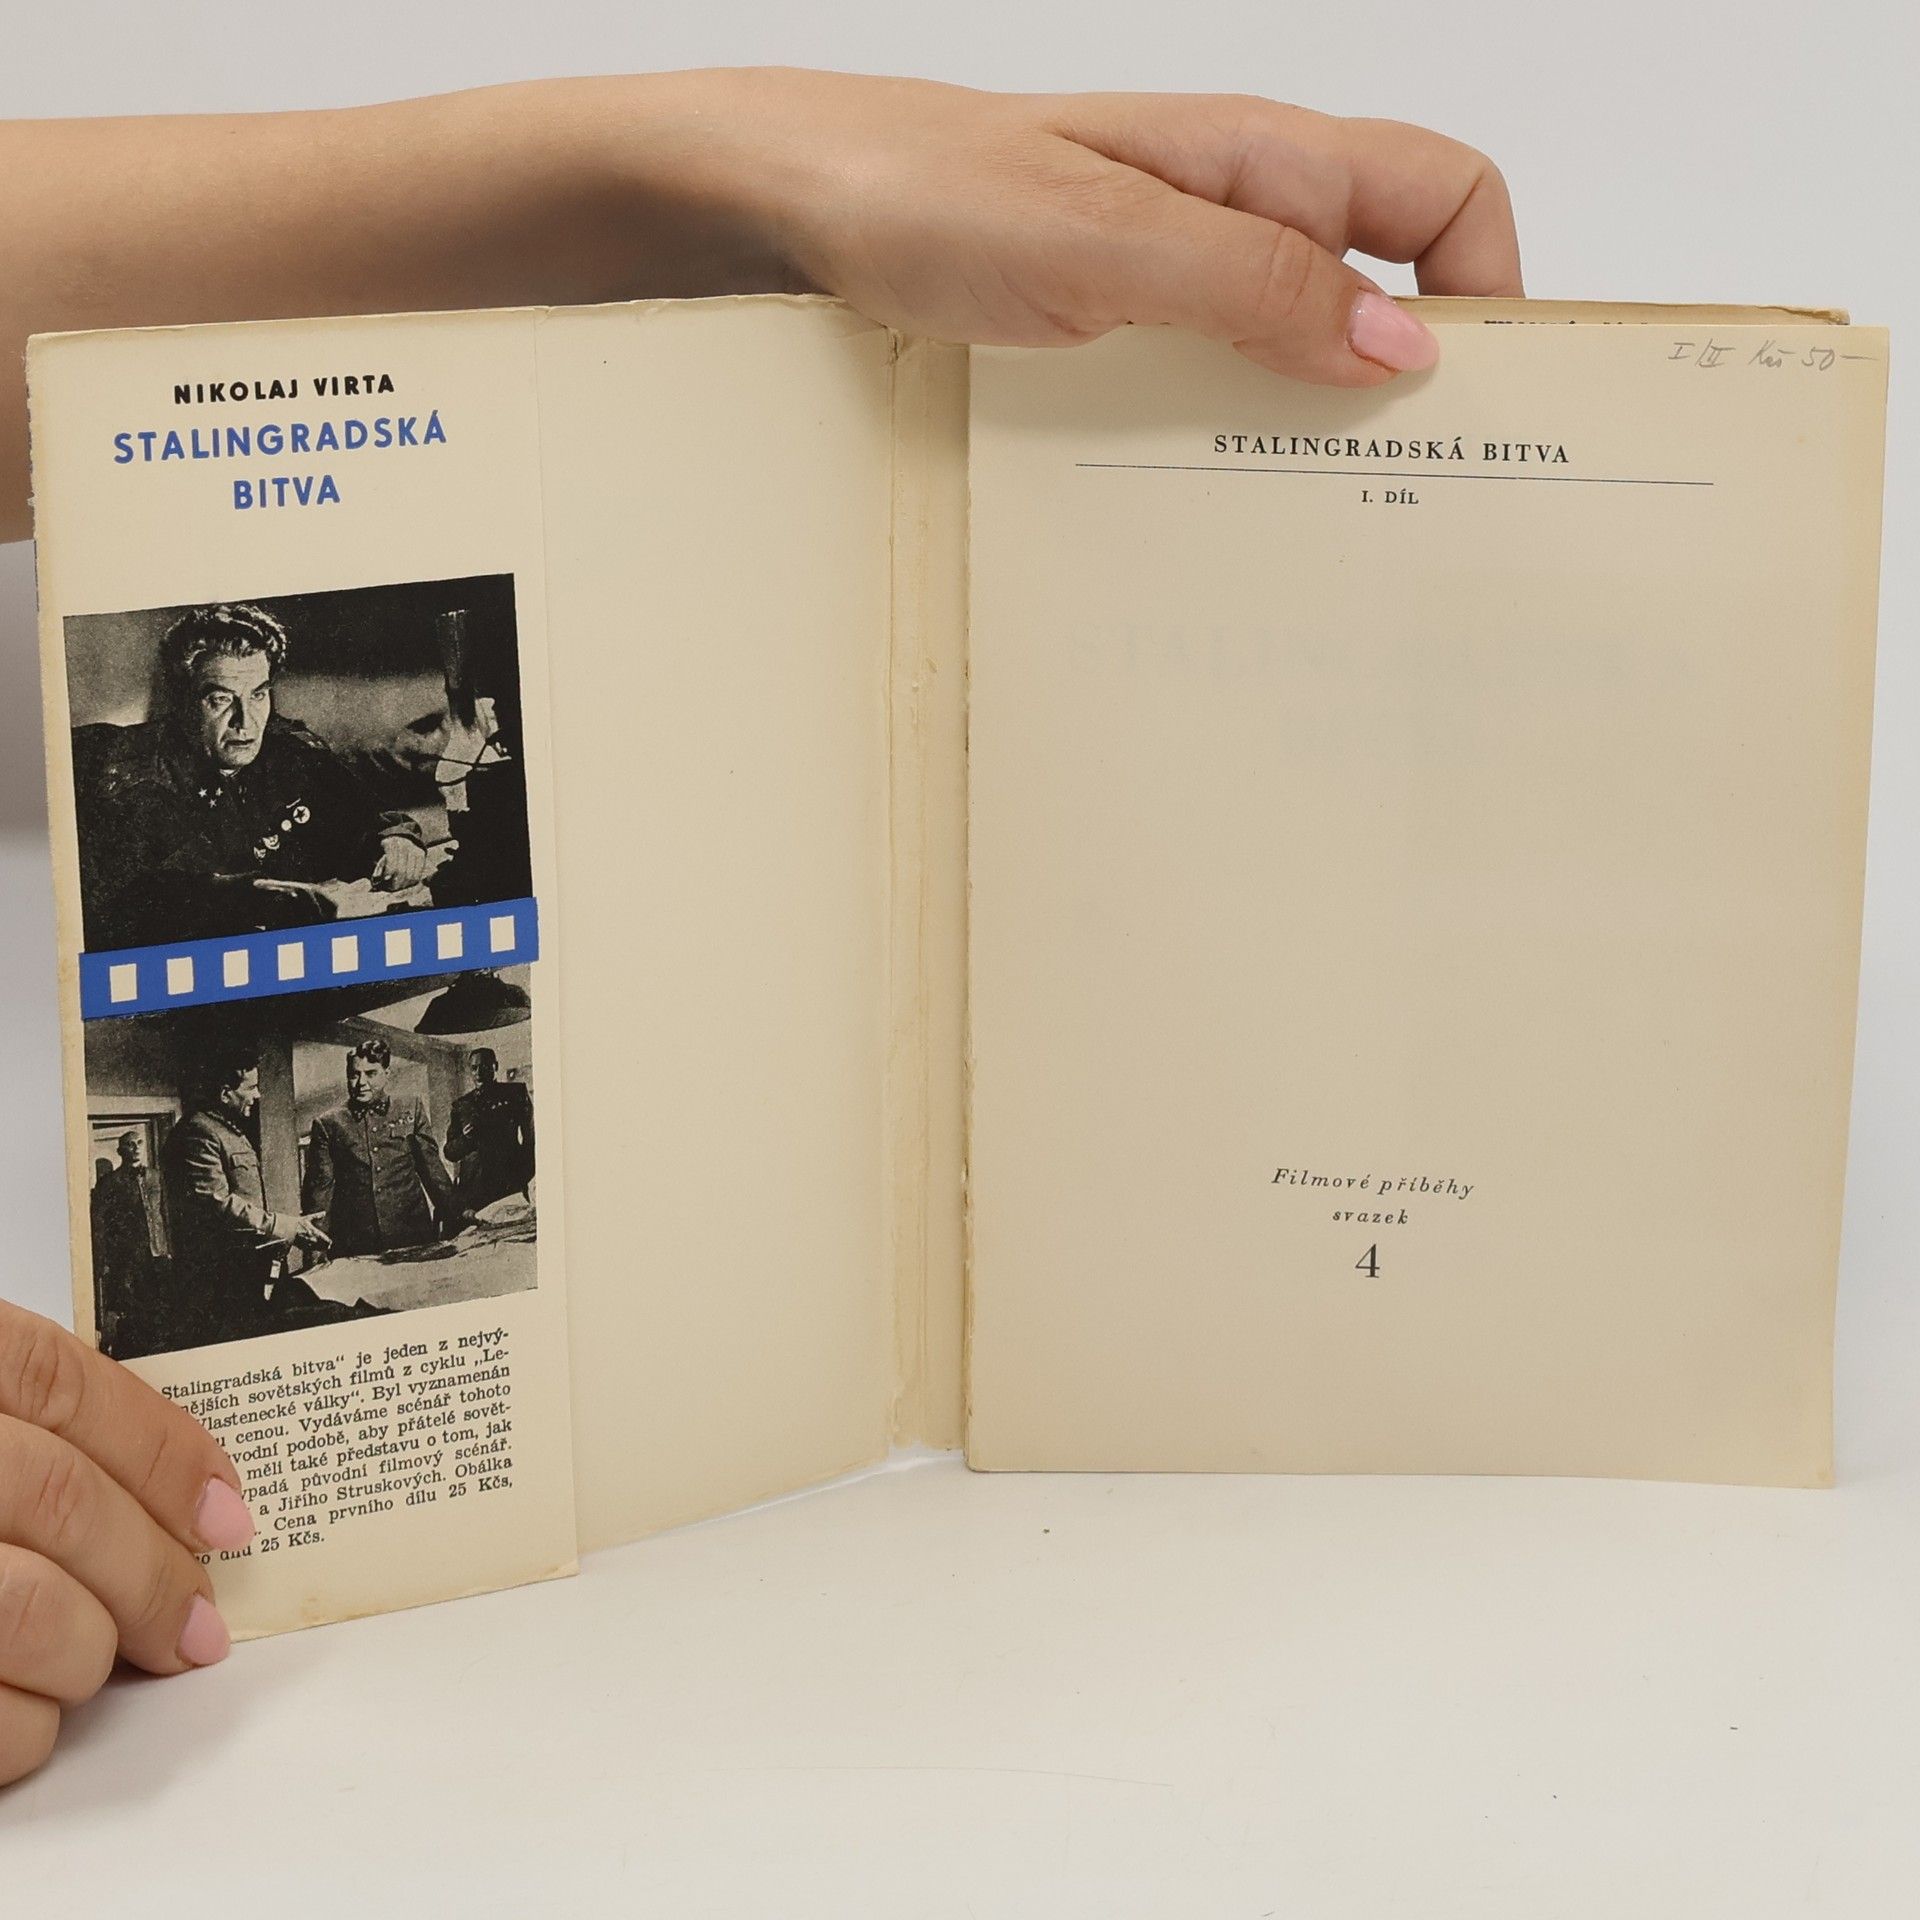 NIKOLAJ VIRTA
STALINGRADSKÁ
BITVA
Stalingradská bitva“ je jeden z nejvý-
nějších sovětských filmů z cyklu „Le-
Vlastenecké války“. Byl vyznamenán
cenou. Vydáváme scénář tohoto
vodní podobě, aby přátelé sovět-
měli také představu o tom, jak
vypadá původní filmový scénář.
a Jiřího Struskových. Obálka
Cena prvního dílu 25 Kčs,
25 Kčs.
I/II Kčs 50—
STALINGRADSKÁ BITVA
I. DÍL
Filmové příběhy
svazek
4